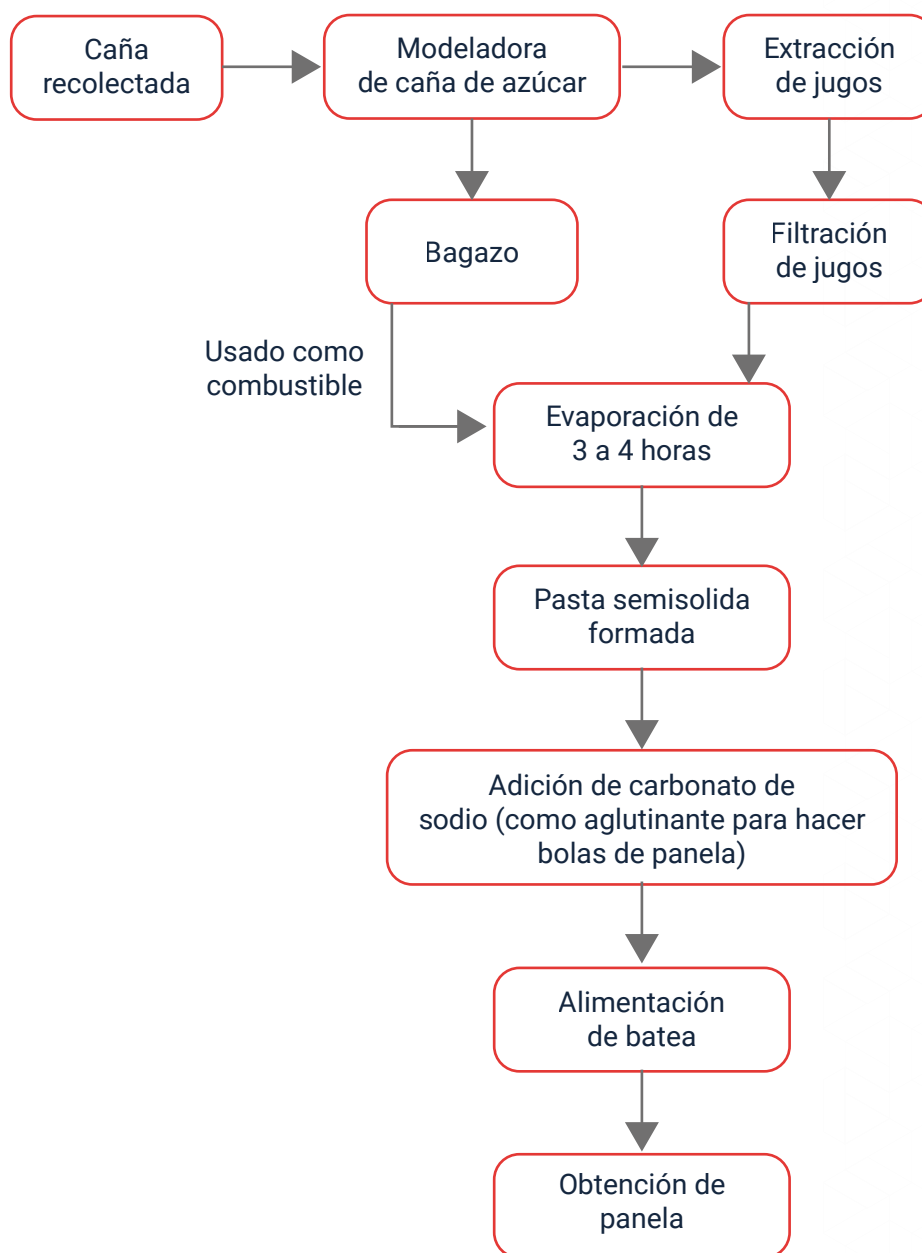 Caña
recolectada
Modeladora
de caña de azúcar
Extracción
de jugos
Bagazo
Filtración
de jugos
Usado como
combustible
Evaporación de
3 a 4 horas
Pasta semisolida
formada
Adición de carbonato de
sodio (como aglutinante para hacer
bolas de panela)
Alimentación
de batea
Obtención de
panela